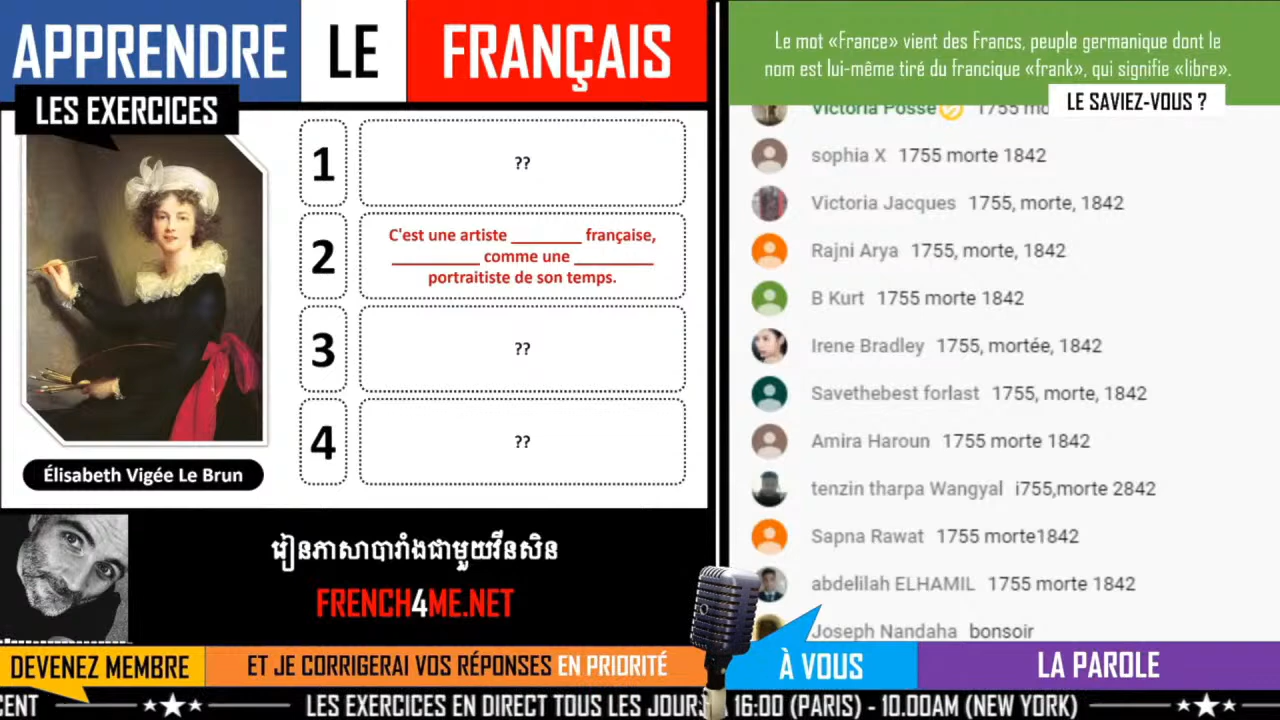 APPRENDRE LE FRANÇAIS
LES EXERCICES
1
??
2
C'est une artiste _______ française,
_________ comme une ________
portraitiste de son temps.
3
??
4
??
Élisabeth Vigée Le Brun
រៀនភាសាបារាំងជាមួយវីនសិន
FRENCH4ME.NET
DEVENEZ MEMBRE
ET JE CORRIGERAI VOS RÉPONSES EN PRIORITÉ
Le mot «France» vient des Francs, peuple germanique dont le
nom est lui-même tiré du francique «frank», qui signifie «libre».
LE SAVIEZ-VOUS ?
Victoria Posse 1755 mo
sophia X 1755 morte 1842
Victoria Jacques 1755, morte, 1842
Rajni Arya 1755, morte, 1842
B Kurt 1755 morte 1842
Irene Bradley 1755, mortée, 1842
Savethebest forlast 1755, morte, 1842
Amira Haroun 1755 morte 1842
tenzin tharpa Wangyal i755,morte 2842
Sapna Rawat 1755 morte1842
abdelilah ELHAMIL 1755 morte 1842
Joseph Nandaha bonsoir
À VOUS
LA PAROLE
CENT
LES EXERCICES EN DIRECT TOUS LES JOURS 16:00 (PARIS) - 10.00AM (NEW YORK)